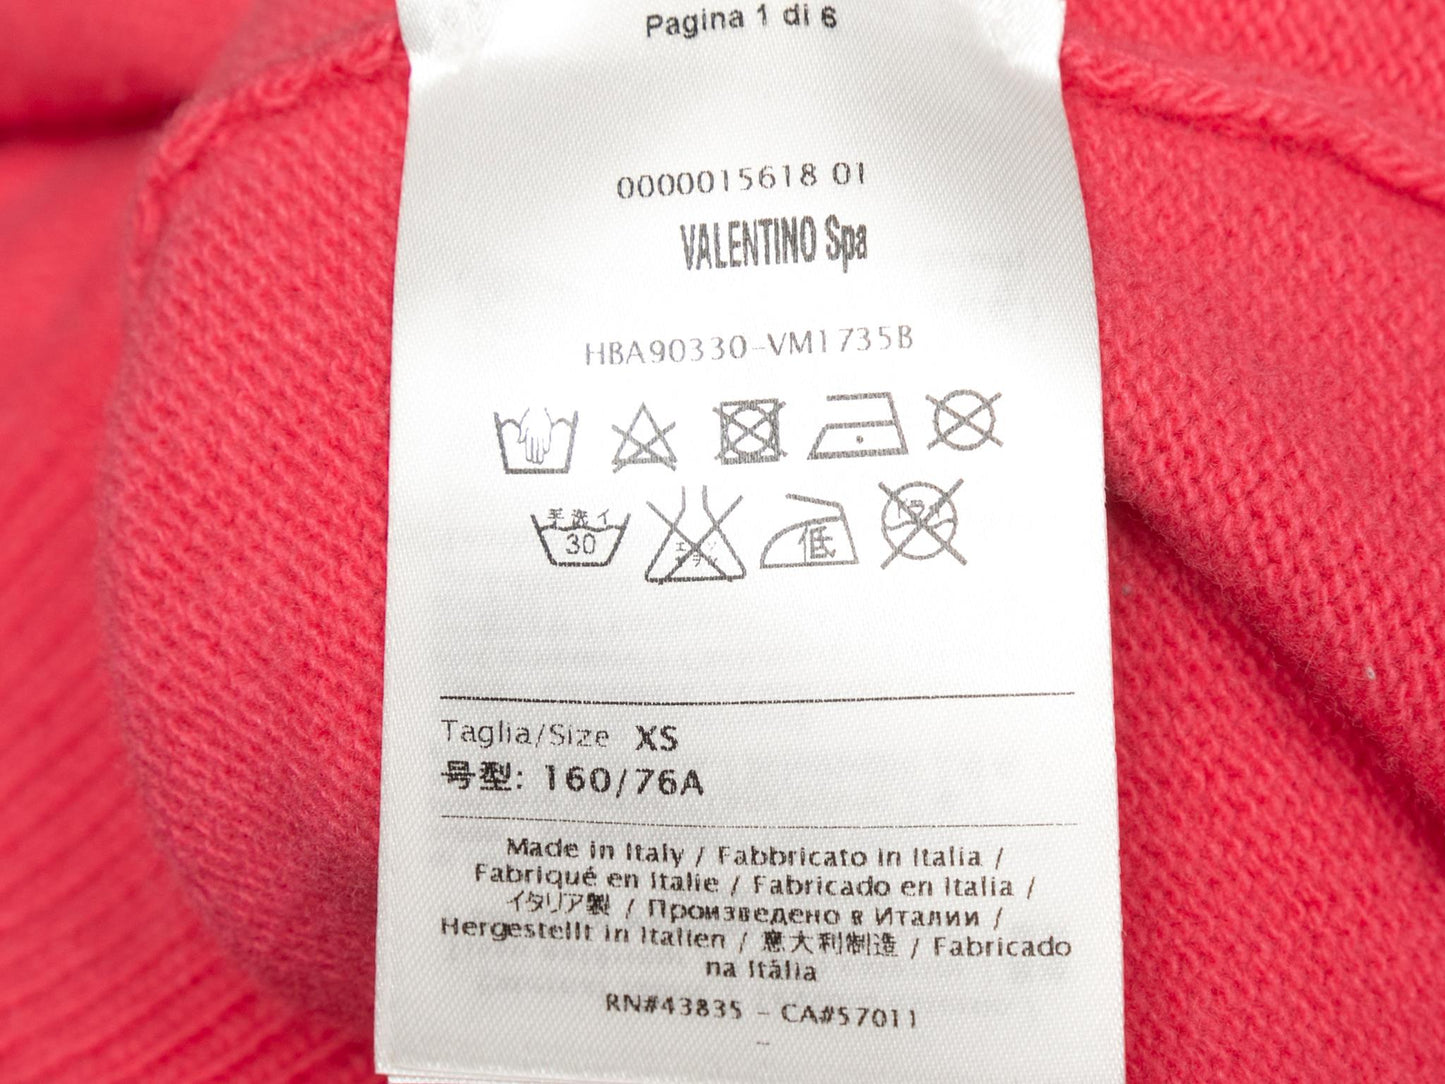 Pagina 1 di 6
0000015618 01
VALENTINO Spa
HBA90330-VM1735B
手洗イ
30
低
Taglia/Size XS
号型: 160/76A
Made in Italy / Fabbricato in Italia /
Fabriqué en Italie / Fabricado en Italia /
イタリア製 / Произведено в Италии /
Hergestellt in Italien / 意大利制造 / Fabricado
na Itália
RN#43835 - CA#57011
-